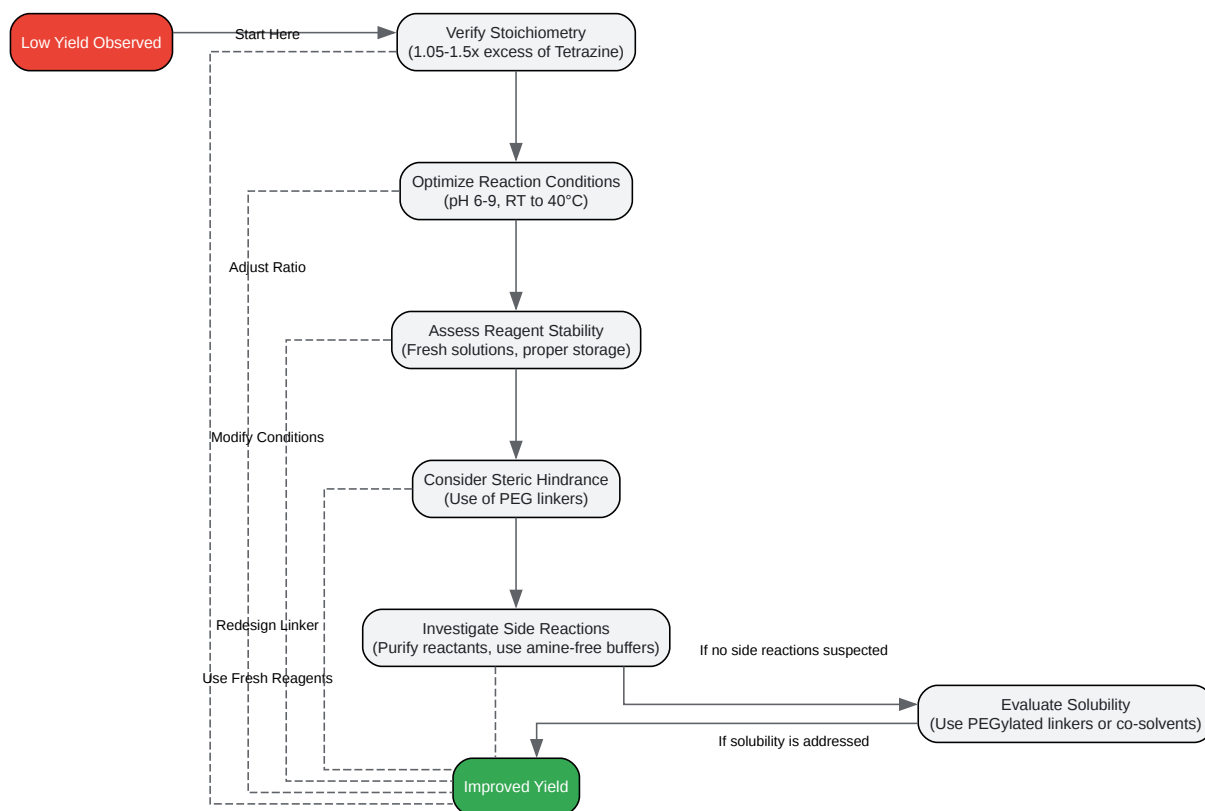 Low Yield Observed
Start Here
Verify Stoichiometry
(1.05-1.5x excess of Tetrazine)
Optimize Reaction Conditions
(pH 6-9, RT to 40°C)
Adjust Ratio
Assess Reagent Stability
(Fresh solutions, proper storage)
Modify Conditions
Consider Steric Hindrance
(Use of PEG linkers)
Redesign Linker
Investigate Side Reactions
(Purify reactants, use amine-free buffers)
If no side reactions suspected
Use Fresh Reagents
Evaluate Solubility
(Use PEGylated linkers or co-solvents)
If solubility is addressed
Improved Yield